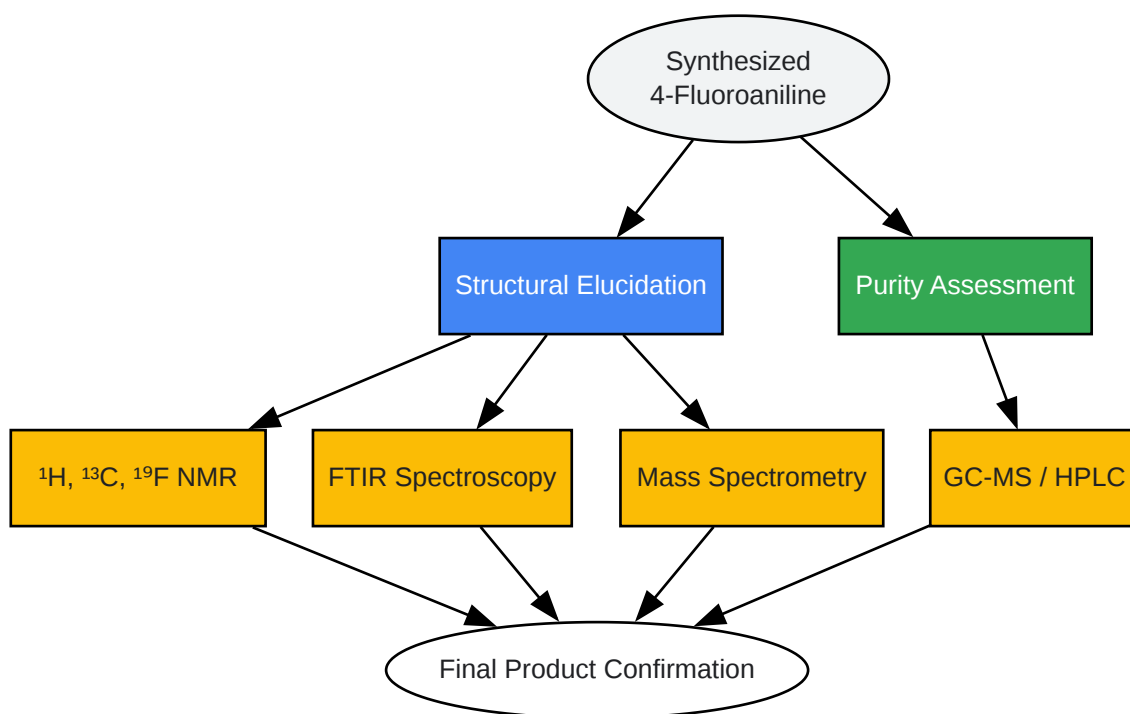 Synthesized
4-Fluoroaniline
Structural Elucidation
Purity Assessment
¹H, ¹³C, ¹⁹F NMR
FTIR Spectroscopy
Mass Spectrometry
GC-MS / HPLC
Final Product Confirmation